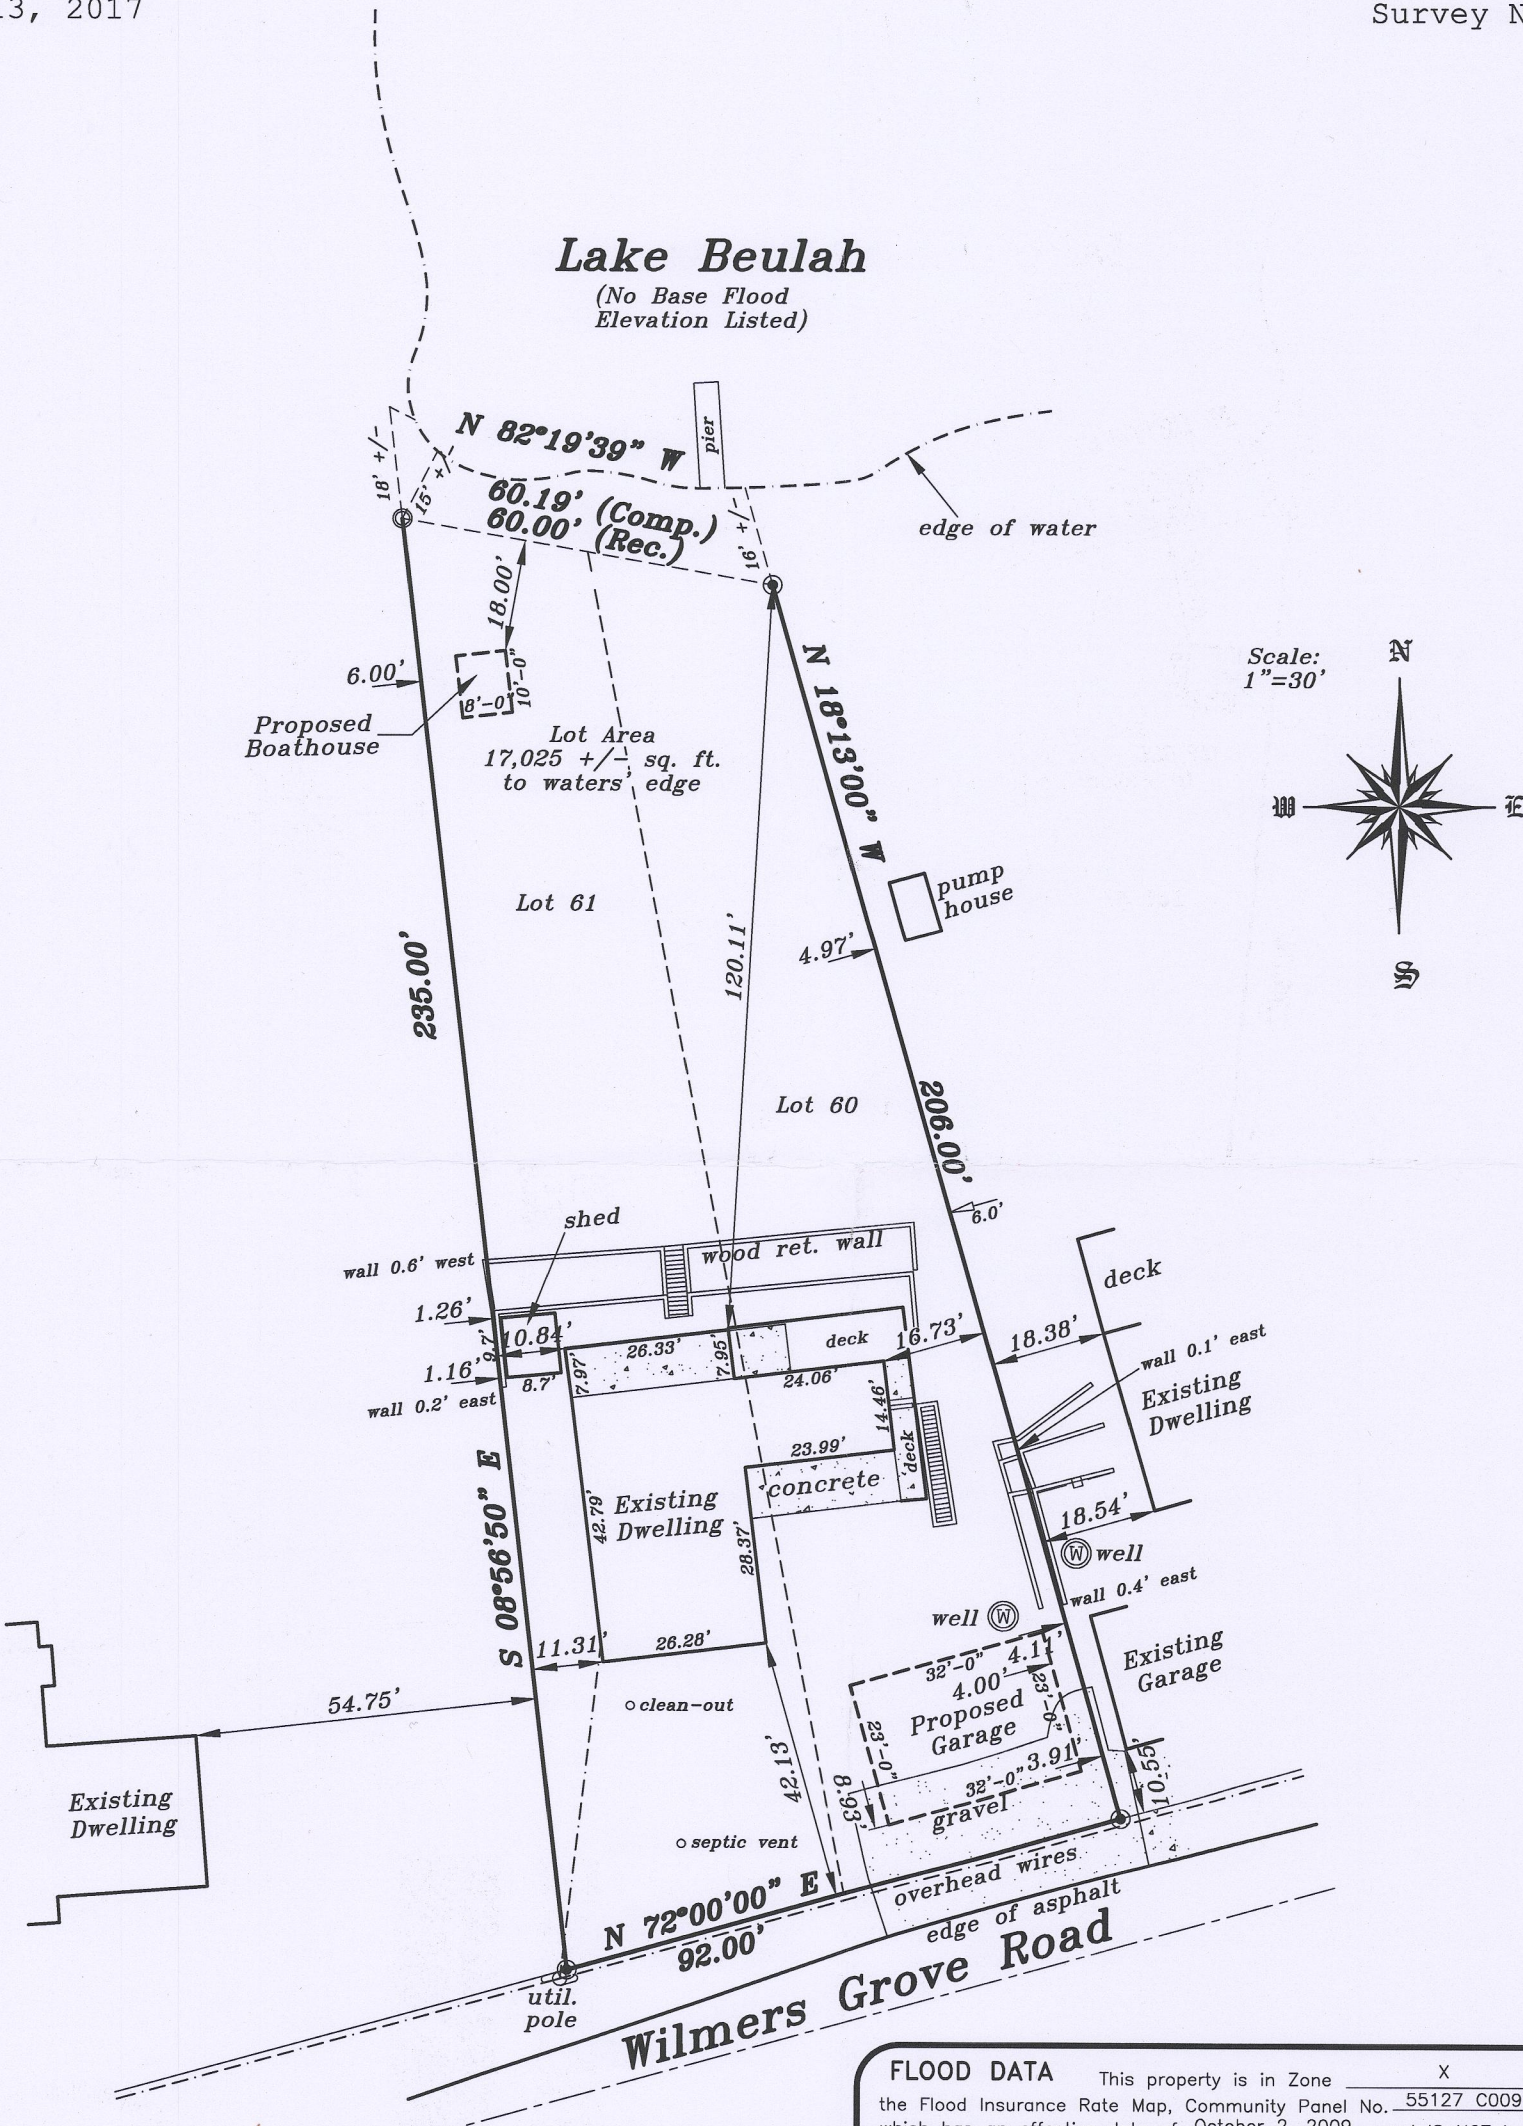 13, 2017
Survey N
Lake Beulah
(No Base Flood
Elevation Listed)
pier
N 82°19'39" W
60.19' (Comp.)
60.00' (Rec.)
18' +/-
15' +/-
16' +/-
edge of water
18.00'
6.00'
8'-0"
10'-0"
Proposed
Boathouse
Lot Area
17,025 +/- sq. ft.
to waters' edge
N 18°13'00" W
Scale:
1"=30'
N
W
E
S
pump
house
Lot 61
4.97'
120.11'
235.00'
Lot 60
206.00'
6.0'
shed
wood ret. wall
wall 0.6' west
deck
1.26'
9.7'
10.84'
26.33'
7.95'
deck
16.73'
18.38'
wall 0.1' east
1.16'
8.7'
7.97'
24.06'
wall 0.2' east
14.46'
Existing
Dwelling
23.99'
deck
concrete
S 08°56'50" E
42.79'
Existing
Dwelling
28.37'
18.54'
well
wall 0.4' east
well
11.31'
26.28'
32'-0"
4.11'
4.00'
23'-0"
Existing
Garage
54.75'
clean-out
Proposed
Garage
23'-0"
42.13'
8.93'
32'-0"
3.91'
10.55'
gravel
Existing
Dwelling
septic vent
N 72°00'00" E
92.00'
overhead wires
edge of asphalt
util.
pole
Wilmers Grove Road
FLOOD DATA This property is in Zone X
the Flood Insurance Rate Map, Community Panel No. 55127 C009
October 2, 2009